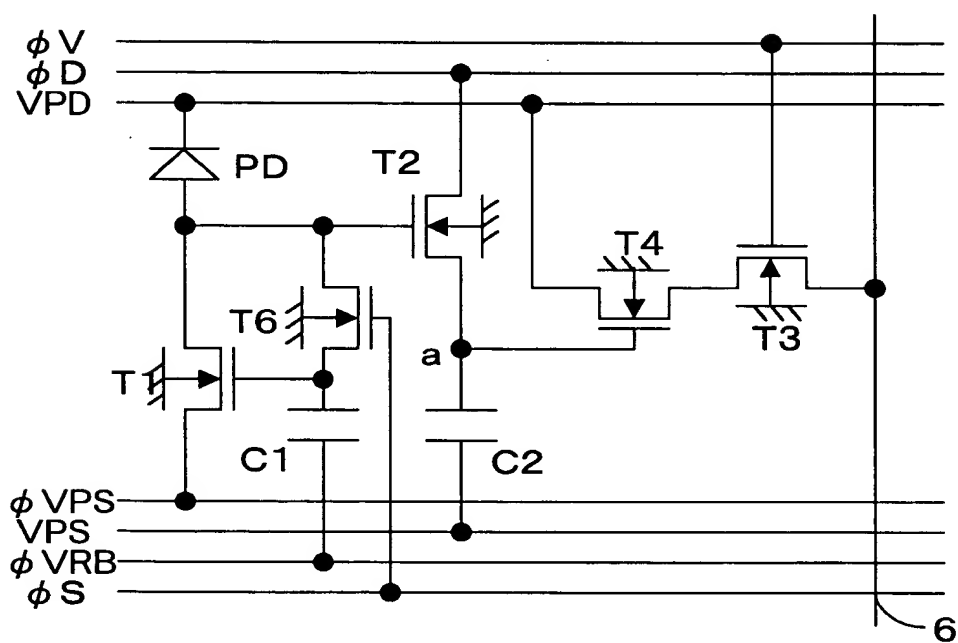 φV
φD
VPD
PD
T2
T4
T6
T3
a
T1
C1
C2
φVPS
VPS
φVRB
φS
6